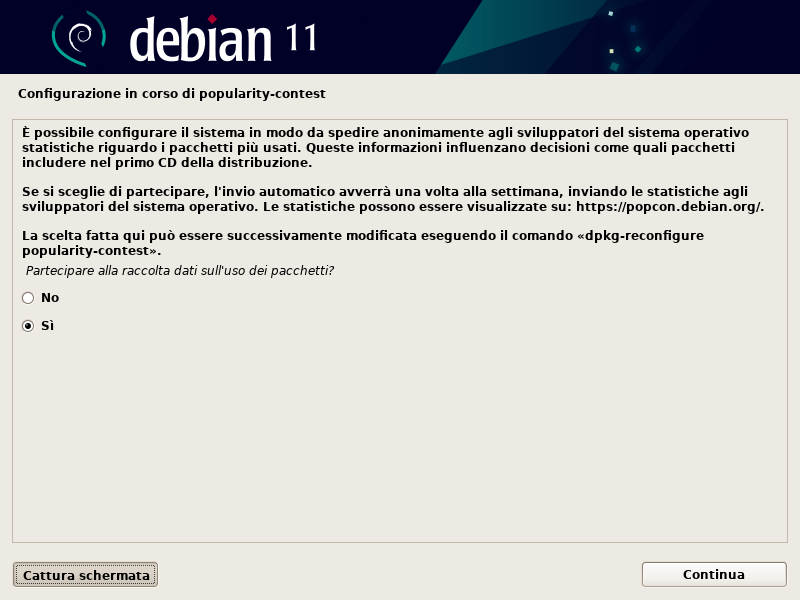 debian 11
Configurazione in corso di popularity-contest
È possibile configurare il sistema in modo da spedire anonimamente agli sviluppatori del sistema operativo
statistiche riguardo i pacchetti più usati. Queste informazioni influenzano decisioni come quali pacchetti
includere nel primo CD della distribuzione.
Se si sceglie di partecipare, l'invio automatico avverrà una volta alla settimana, inviando le statistiche agli
sviluppatori del sistema operativo. Le statistiche possono essere visualizzate su: https://popcon.debian.org/.
La scelta fatta qui può essere successivamente modificata eseguendo il comando «dpkg-reconfigure
popularity-contest».
Partecipare alla raccolta dati sull'uso dei pacchetti?
No
Sì
Cattura schermata
Continua